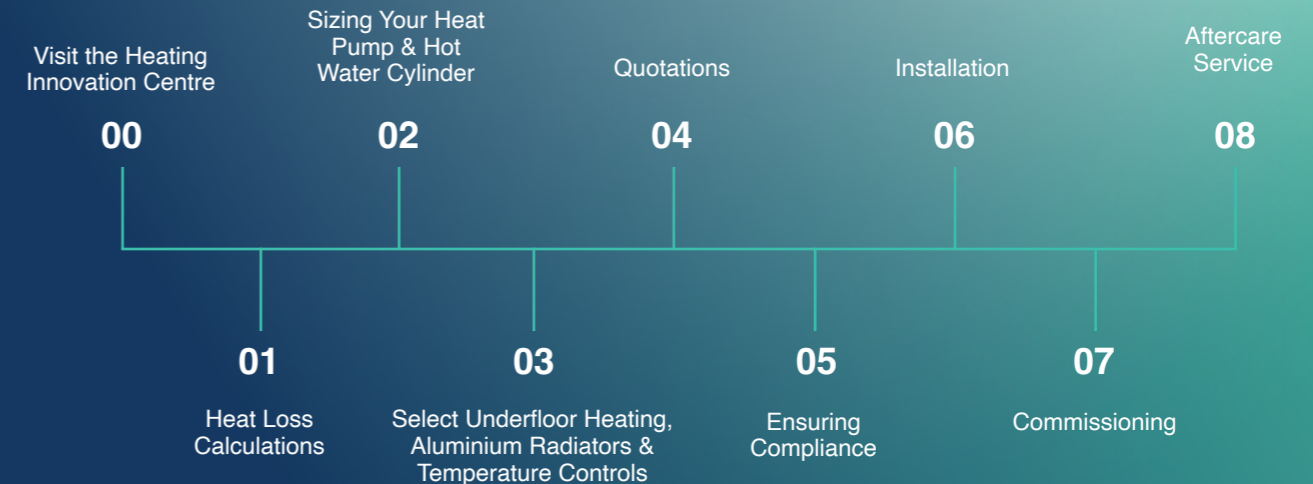 Visit the Heating
Innovation Centre
00
01
Heat Loss
Calculations
Sizing Your Heat
Pump & Hot
Water Cylinder
02
03
Select Underfloor Heating,
Aluminium Radiators &
Temperature Controls
Quotations
04
05
Ensuring
Compliance
Installation
06
07
Commissioning
Aftercare
Service
08